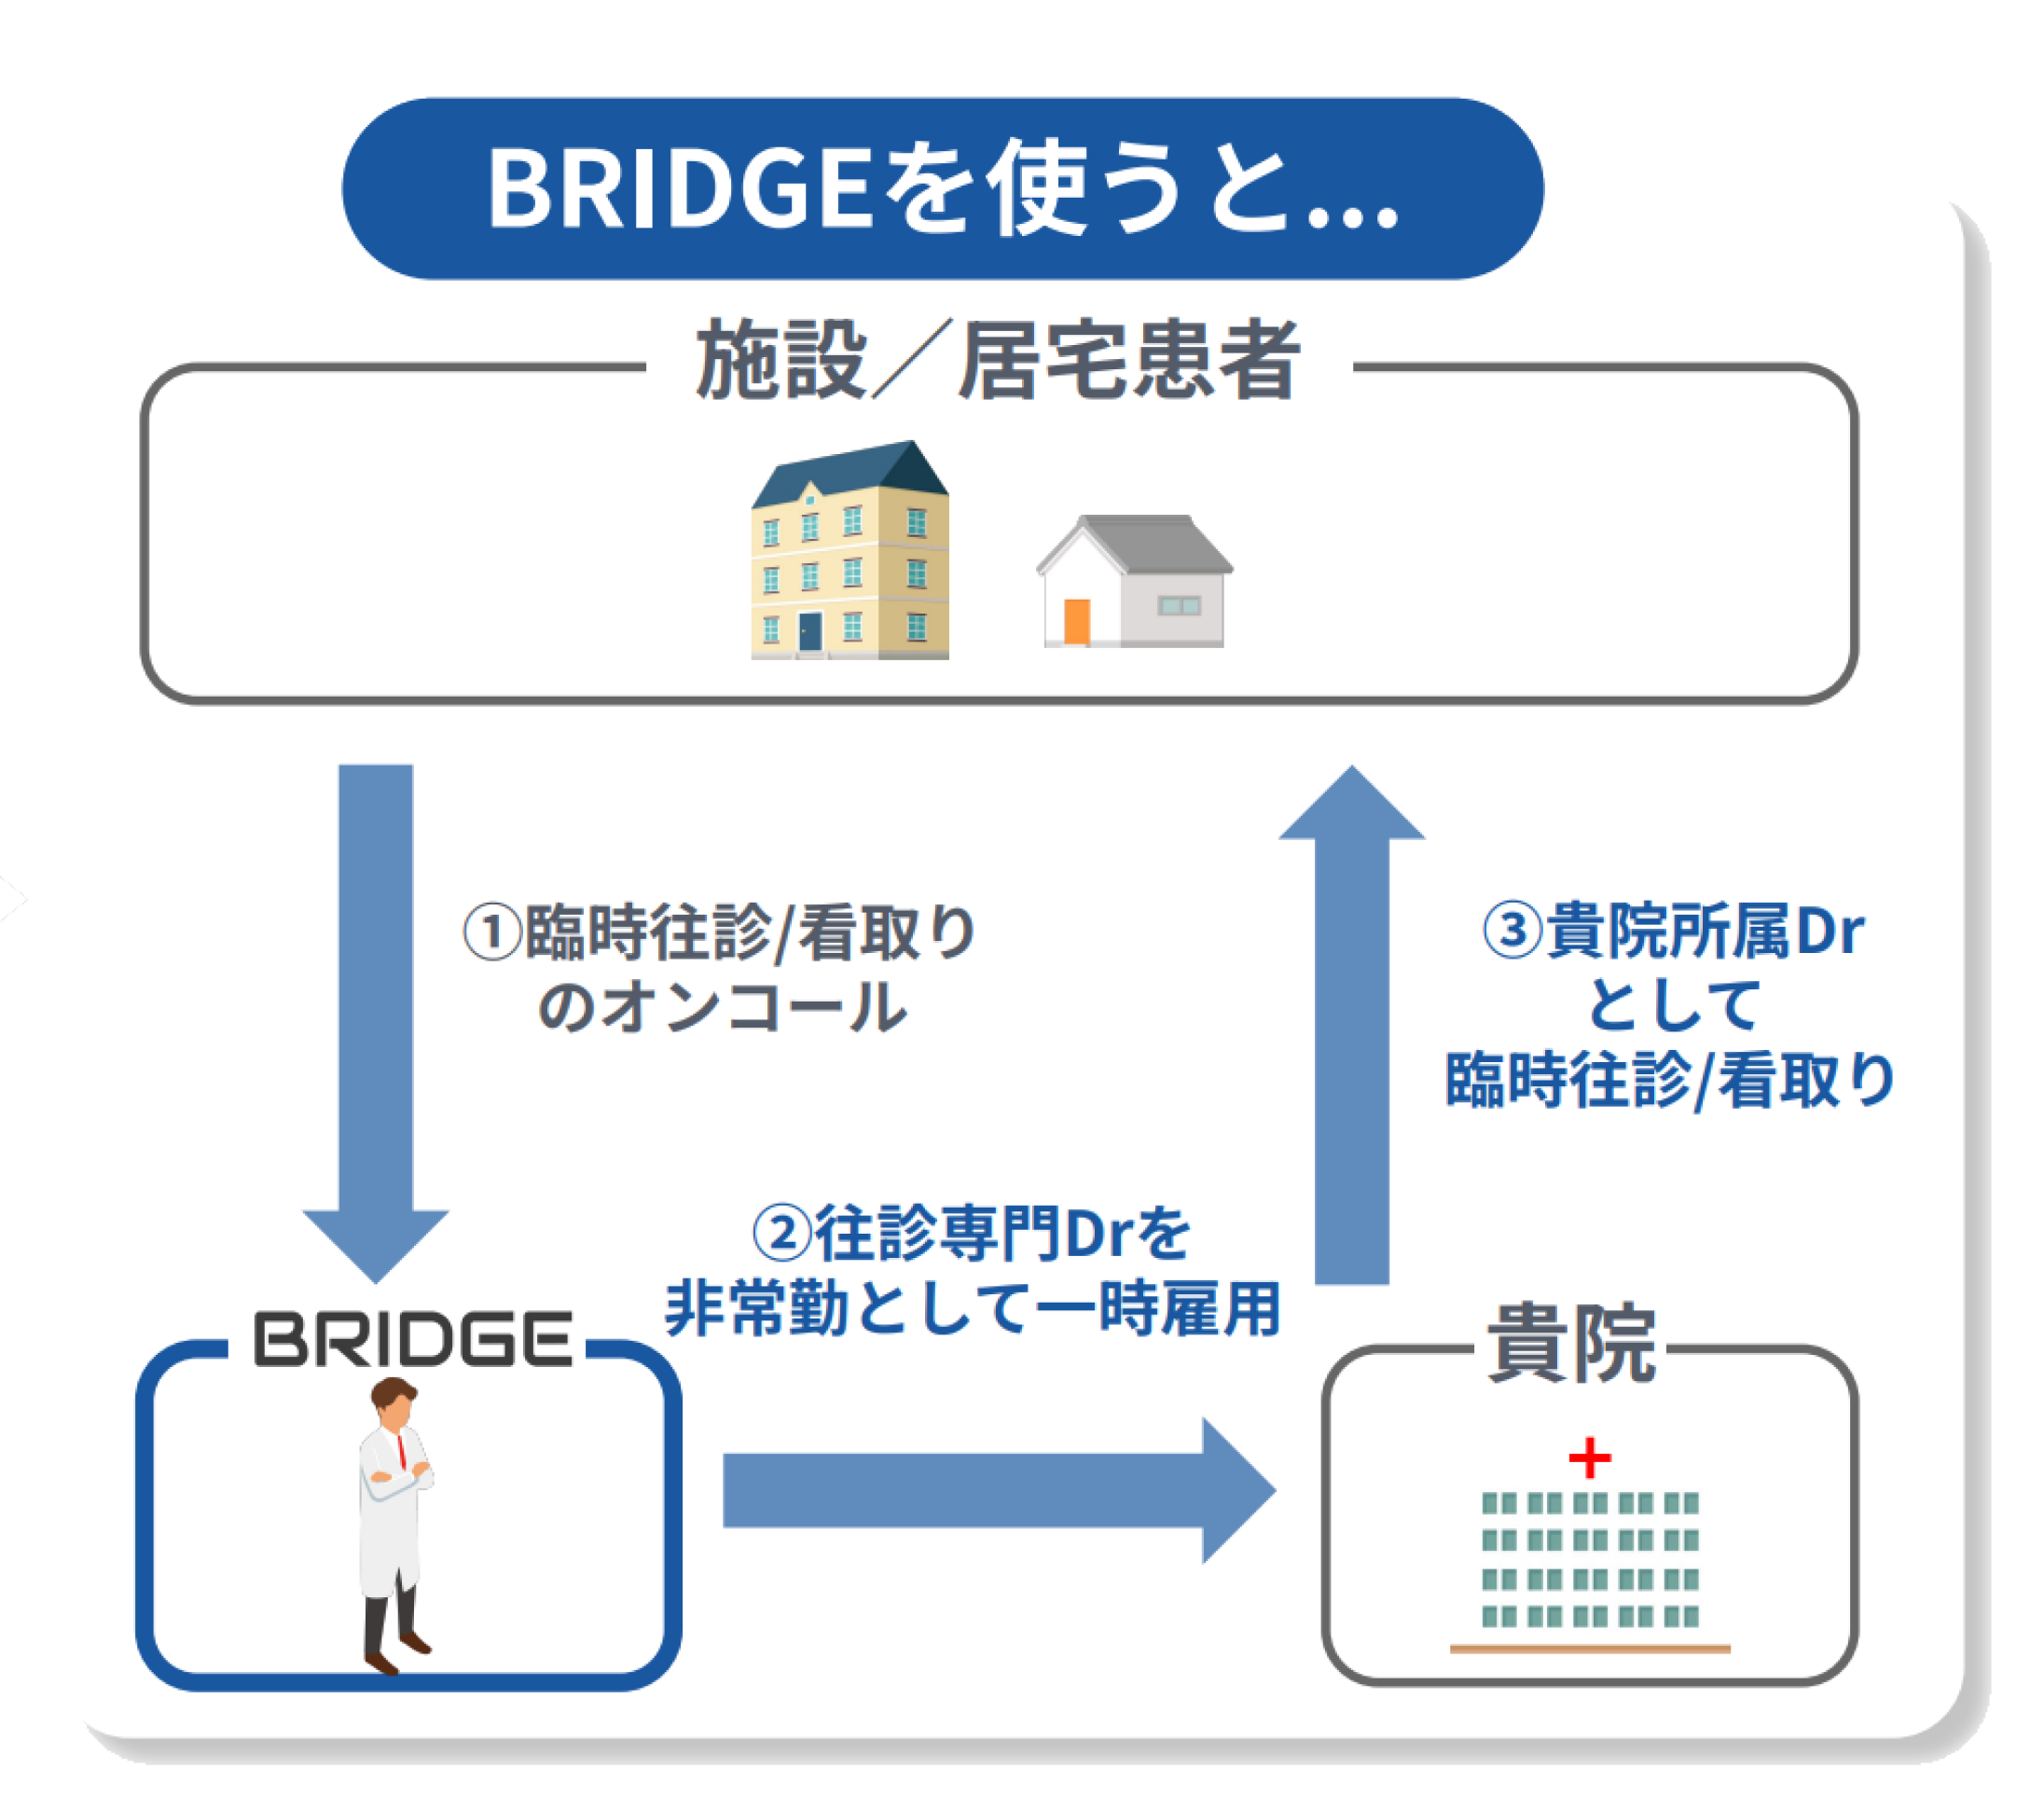 BRIDGEを使うと...
施設／居宅患者
①臨時往診/看取り
のオンコール
③貴院所属Dr
として
臨時往診/看取り
②往診専門Drを
非常勤として一時雇用
BRIDGE
貴院